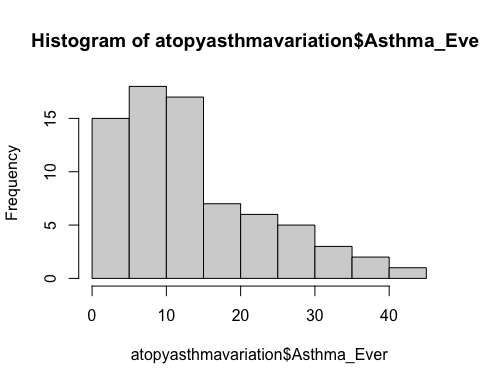 Histogram of atopyasthmavariation$Asthma_Eve
Frequency
15
10
5
0
0 10 20 30 40
atopyasthmavariation$Asthma_Ever